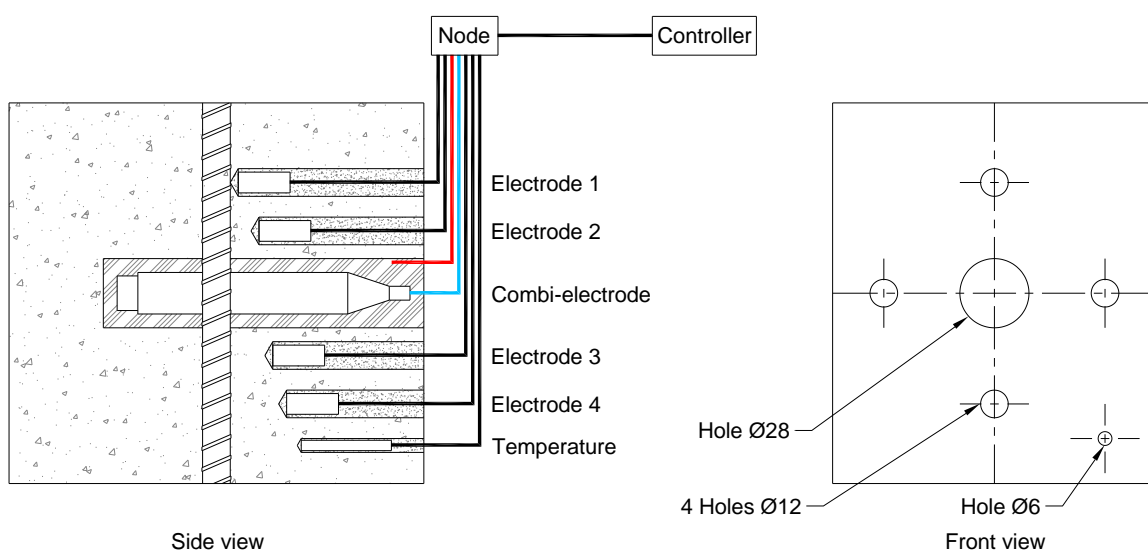 Node
Controller
Electrode 1
Electrode 2
Combi-electrode
Electrode 3
Electrode 4
Temperature
Hole Ø28
4 Holes Ø12
Hole Ø6
Side view
Front view